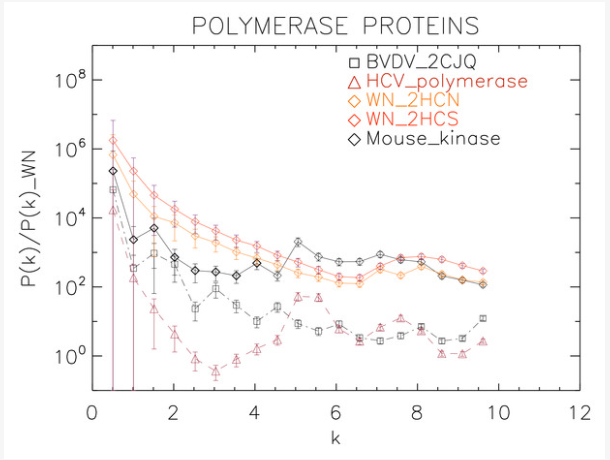 POLYMERASE PROTEINS
BVDV_2CJQ
HCV_polymerase
WN_2HCN
WN_2HCS
Mouse_kinase
P(k)/P(k)_WN
10^8
10^6
10^4
10^2
10^0
0 2 4 6 8 10 12
k